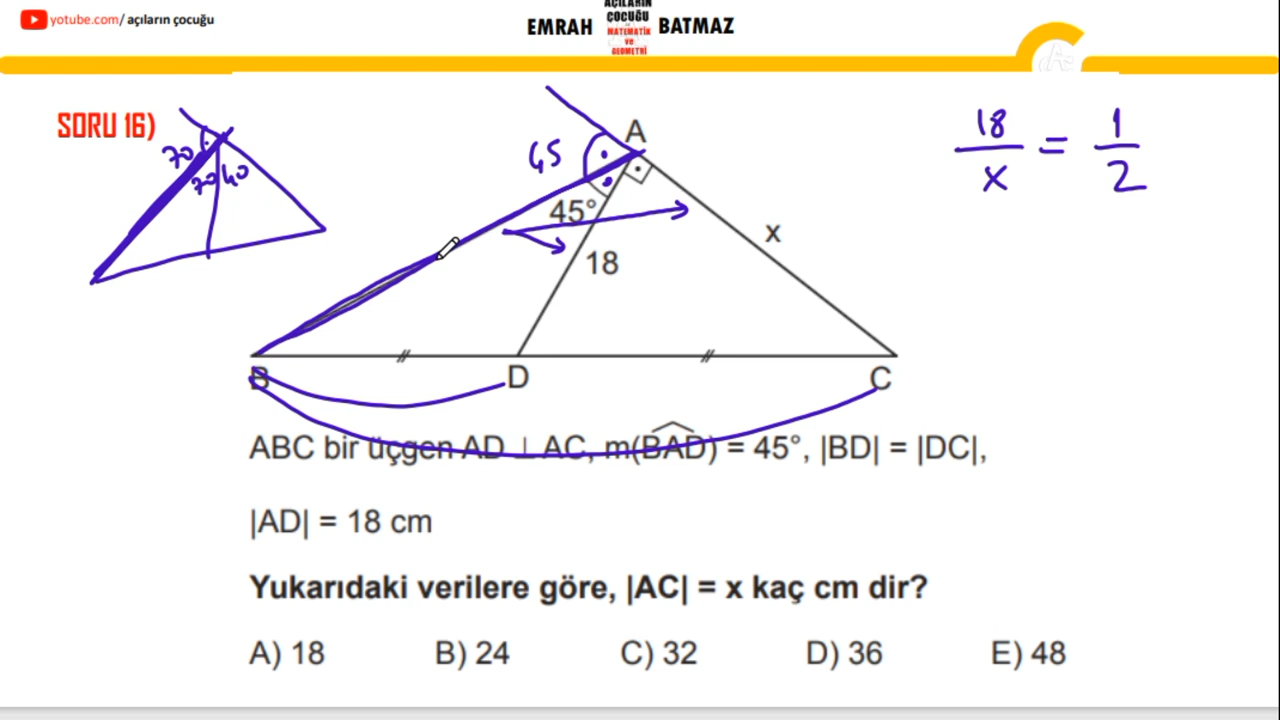 yotube.com/ açıların çocuğu
EMRAH
AÇILARIN
ÇOCUĞU
MATEMATİK
ve
GEOMETRİ
BATMAZ
SORU 16)
70
70 40
45
A
45°
18
x
18/x = 1/2
B
D
C
ABC bir üçgen AD ⊥ AC, m(BAD) = 45°, |BD| = |DC|,
|AD| = 18 cm
Yukarıdaki verilere göre, |AC| = x kaç cm dir?
A) 18 B) 24 C) 32 D) 36 E) 48